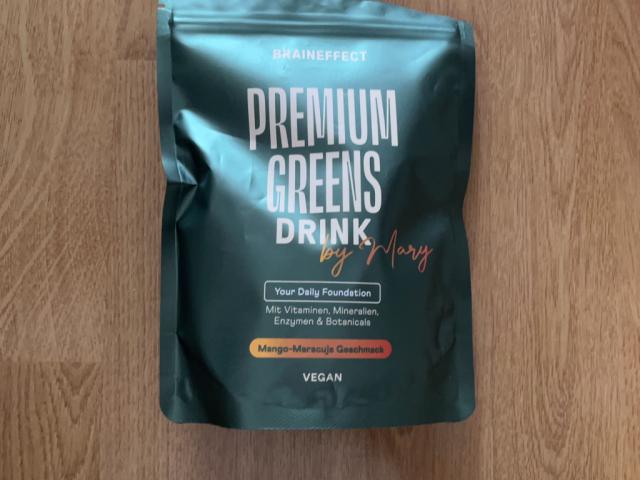 BRAINEFFECT
PREMIUM
GREENS
DRINK
by Mary
Your Daily Foundation
Mit Vitaminen, Mineralien,
Enzymen & Botanicals
Mango-Maracuja Geschmack
VEGAN